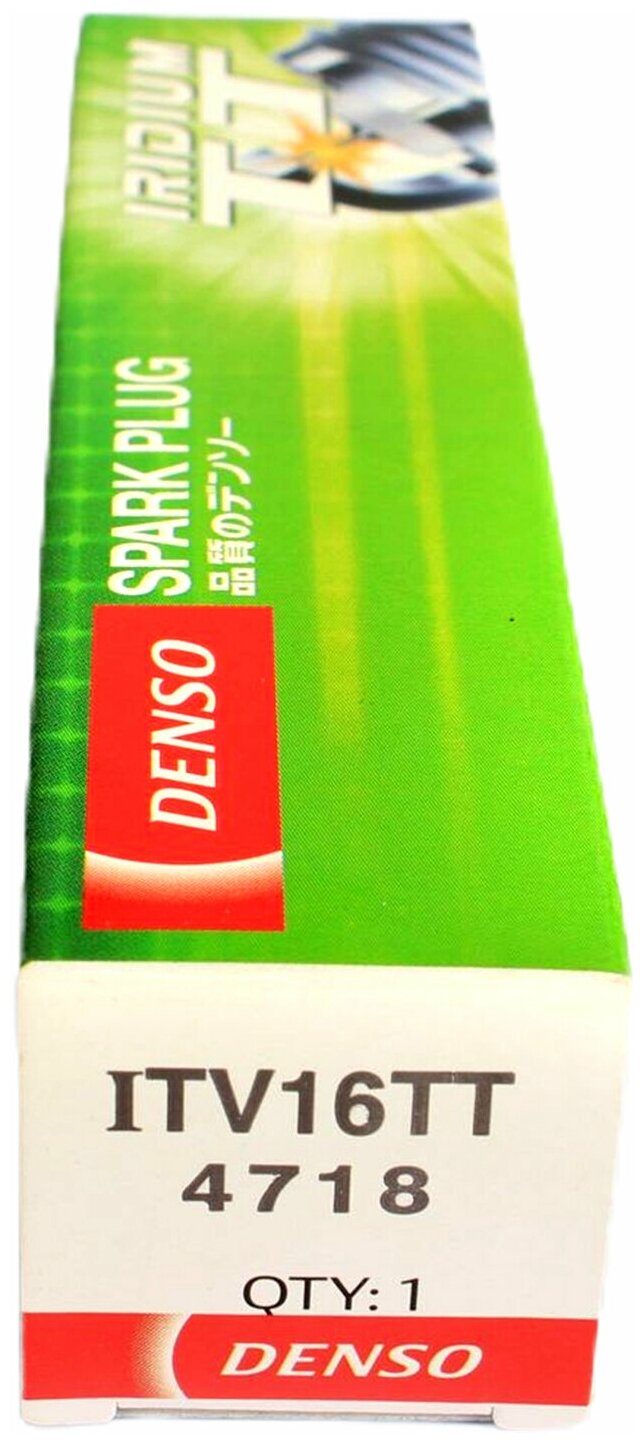 IRIDIUM
TT
SPARK PLUG
品質のデンソー
DENSO
ITV16TT
4718
QTY: 1
DENSO